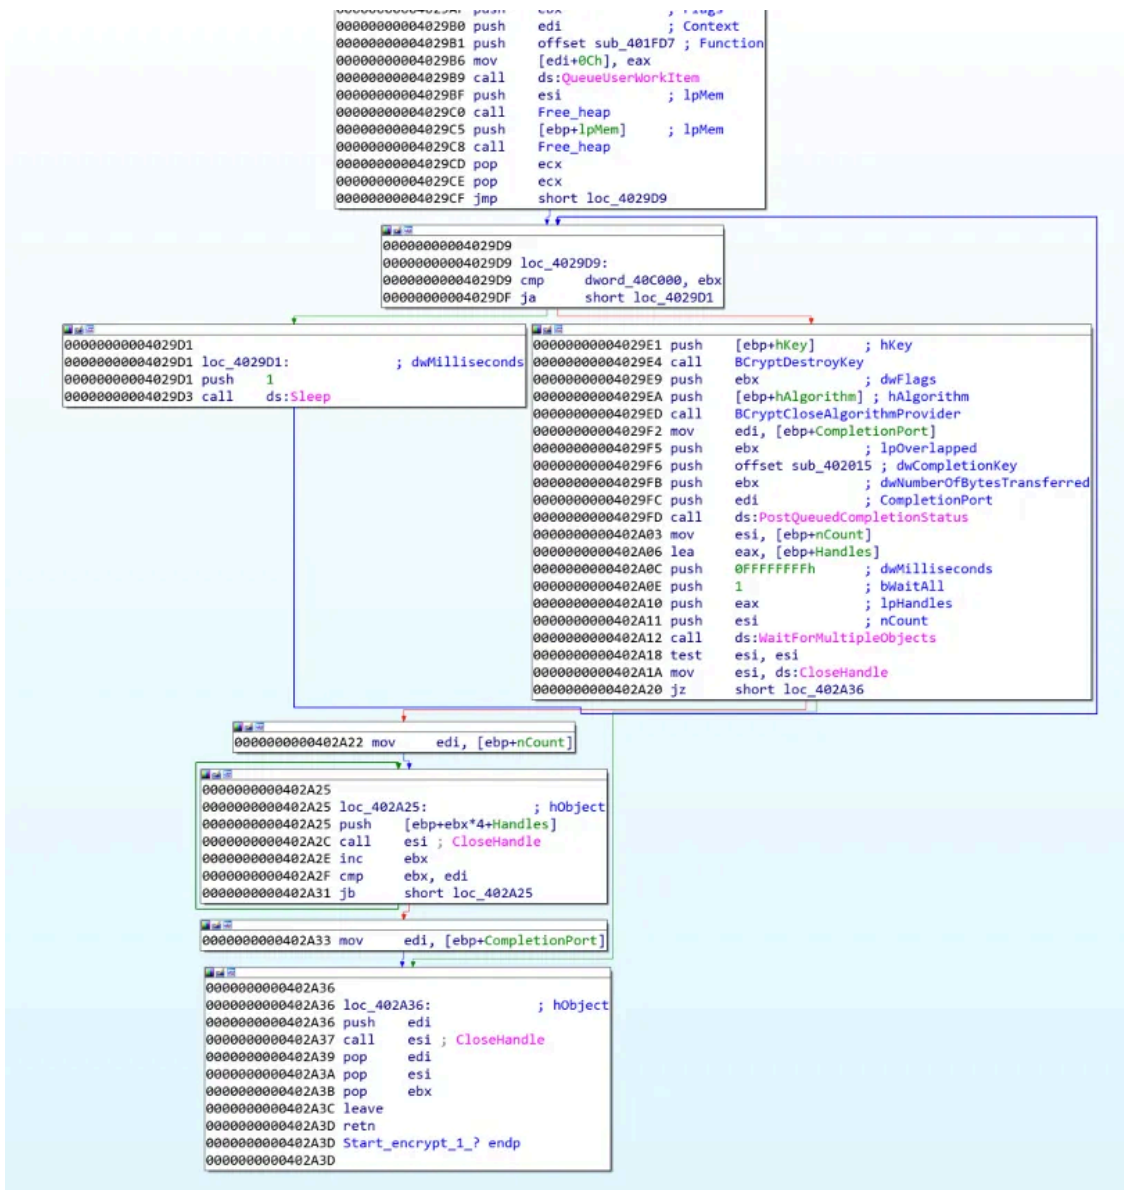 00000000004029AF push    ebx             ; Flags
00000000004029B0 push    edi             ; Context
00000000004029B1 push    offset sub_401FD7 ; Function
00000000004029B6 mov     [edi+0Ch], eax
00000000004029B9 call    ds:QueueUserWorkItem
00000000004029BF push    esi             ; lpMem
00000000004029C0 call    Free_heap
00000000004029C5 push    [ebp+lpMem]     ; lpMem
00000000004029C8 call    Free_heap
00000000004029CD pop     ecx
00000000004029CE pop     ecx
00000000004029CF jmp     short loc_4029D9
00000000004029D9
00000000004029D9 loc_4029D9:
00000000004029D9 cmp     dword_40C000, ebx
00000000004029DF ja      short loc_4029D1
00000000004029D1
00000000004029D1 loc_4029D1:             ; dwMilliseconds
00000000004029D1 push    1
00000000004029D3 call    ds:Sleep
00000000004029E1 push    [ebp+hKey]      ; hKey
00000000004029E4 call    BCryptDestroyKey
00000000004029E9 push    ebx             ; dwFlags
00000000004029EA push    [ebp+hAlgorithm] ; hAlgorithm
00000000004029ED call    BCryptCloseAlgorithmProvider
00000000004029F2 mov     edi, [ebp+CompletionPort]
00000000004029F5 push    ebx             ; lpOverlapped
00000000004029F6 push    offset sub_402015 ; dwCompletionKey
00000000004029FB push    ebx             ; dwNumberOfBytesTransferred
00000000004029FC push    edi             ; CompletionPort
00000000004029FD call    ds:PostQueuedCompletionStatus
0000000000402A03 mov     esi, [ebp+nCount]
0000000000402A06 lea     eax, [ebp+Handles]
0000000000402A0C push    0FFFFFFFFh      ; dwMilliseconds
0000000000402A0E push    1               ; bWaitAll
0000000000402A10 push    eax             ; lpHandles
0000000000402A11 push    esi             ; nCount
0000000000402A12 call    ds:WaitForMultipleObjects
0000000000402A18 test    esi, esi
0000000000402A1A mov     esi, ds:CloseHandle
0000000000402A20 jz      short loc_402A36
0000000000402A22 mov     edi, [ebp+nCount]
0000000000402A25
0000000000402A25 loc_402A25:             ; hObject
0000000000402A25 push    [ebp+ebx*4+Handles]
0000000000402A2C call    esi ; CloseHandle
0000000000402A2E inc     ebx
0000000000402A2F cmp     ebx, edi
0000000000402A31 jb      short loc_402A25
0000000000402A33 mov     edi, [ebp+CompletionPort]
0000000000402A36
0000000000402A36 loc_402A36:             ; hObject
0000000000402A36 push    edi
0000000000402A37 call    esi ; CloseHandle
0000000000402A39 pop     edi
0000000000402A3A pop     esi
0000000000402A3B pop     ebx
0000000000402A3C leave
0000000000402A3D retn
0000000000402A3D Start_encrypt_1_? endp
0000000000402A3D